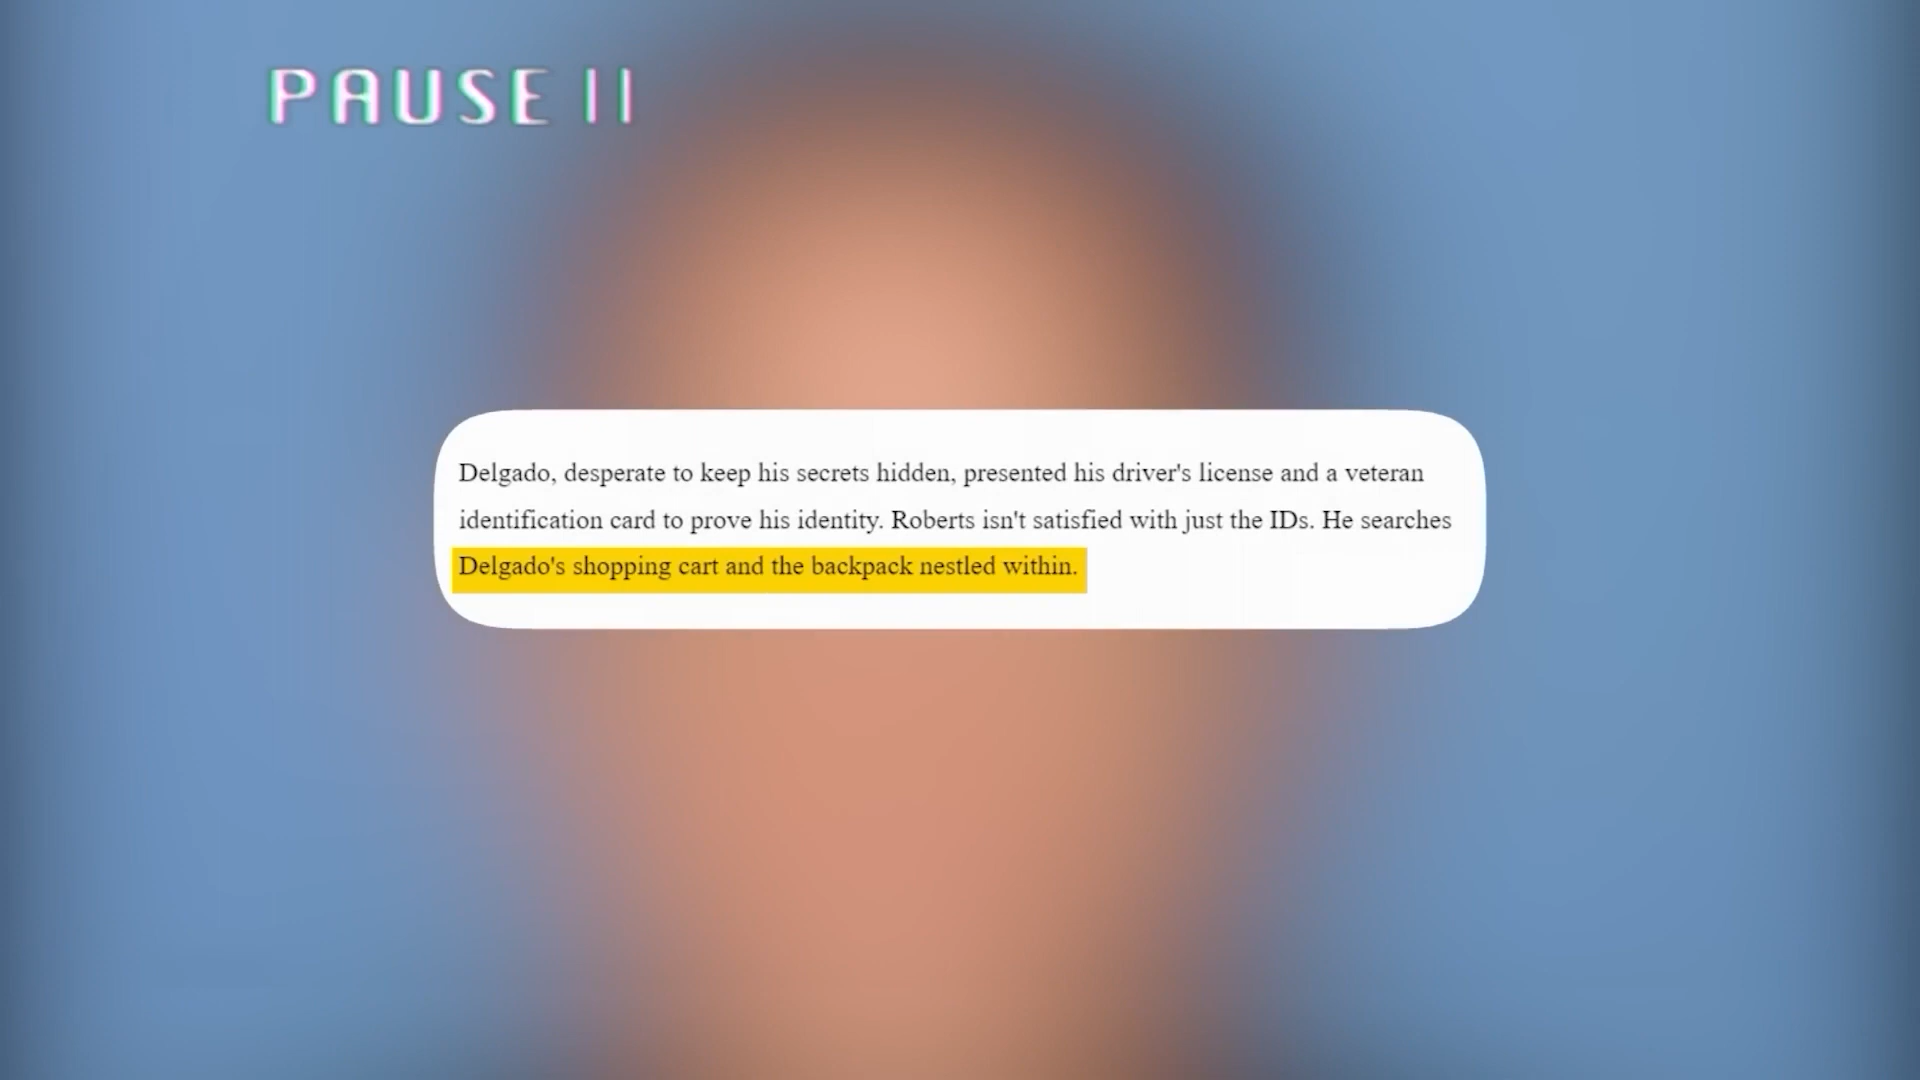 PAUSE II
Delgado, desperate to keep his secrets hidden, presented his driver's license and a veteran
identification card to prove his identity. Roberts isn't satisfied with just the IDs. He searches
Delgado's shopping cart and the backpack nestled within.